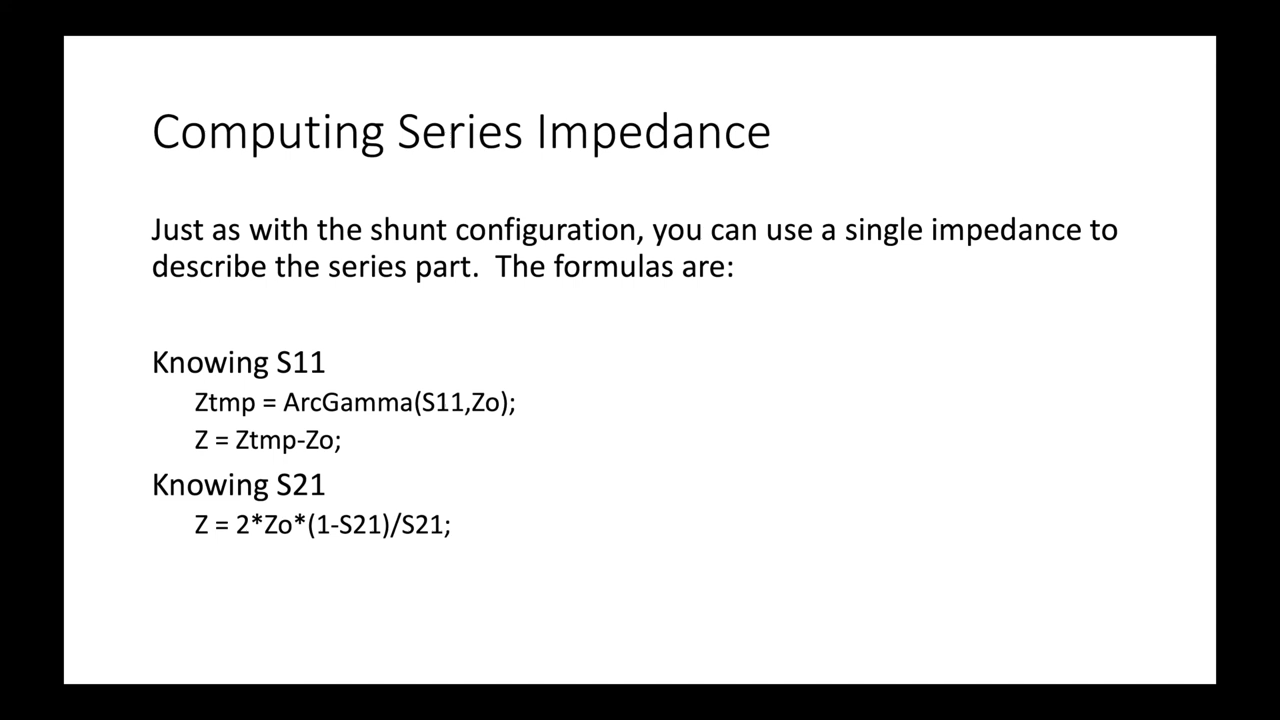 Computing Series Impedance
Just as with the shunt configuration, you can use a single impedance to
describe the series part.  The formulas are:
Knowing S11
Ztmp = ArcGamma(S11,Zo);
Z = Ztmp-Zo;
Knowing S21
Z = 2*Zo*(1-S21)/S21;